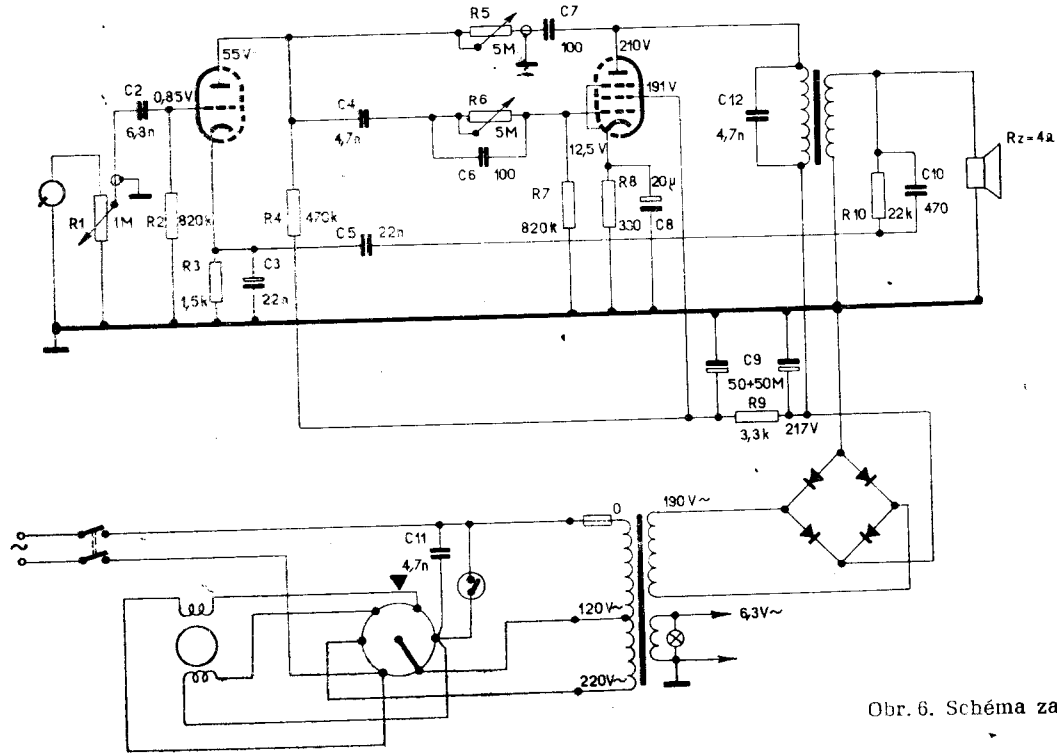 R5
5M
C7
100
55V
210V
191V
C2
6,8n
0,85V
C4
4,7n
R6
5M
C6
100
12,5V
C12
4,7n
Rz=4Ω
R1
1M
R2
820k
R4
470k
C5
22n
R7
820k
R8
330
20µ
C8
R10
22k
C10
470
R3
1,5k
C3
22n
C9
50+50M
R9
3,3k
217V
0
190V~
~
C11
4,7n
120V~
6,3V~
220V~
Obr. 6. Schéma za